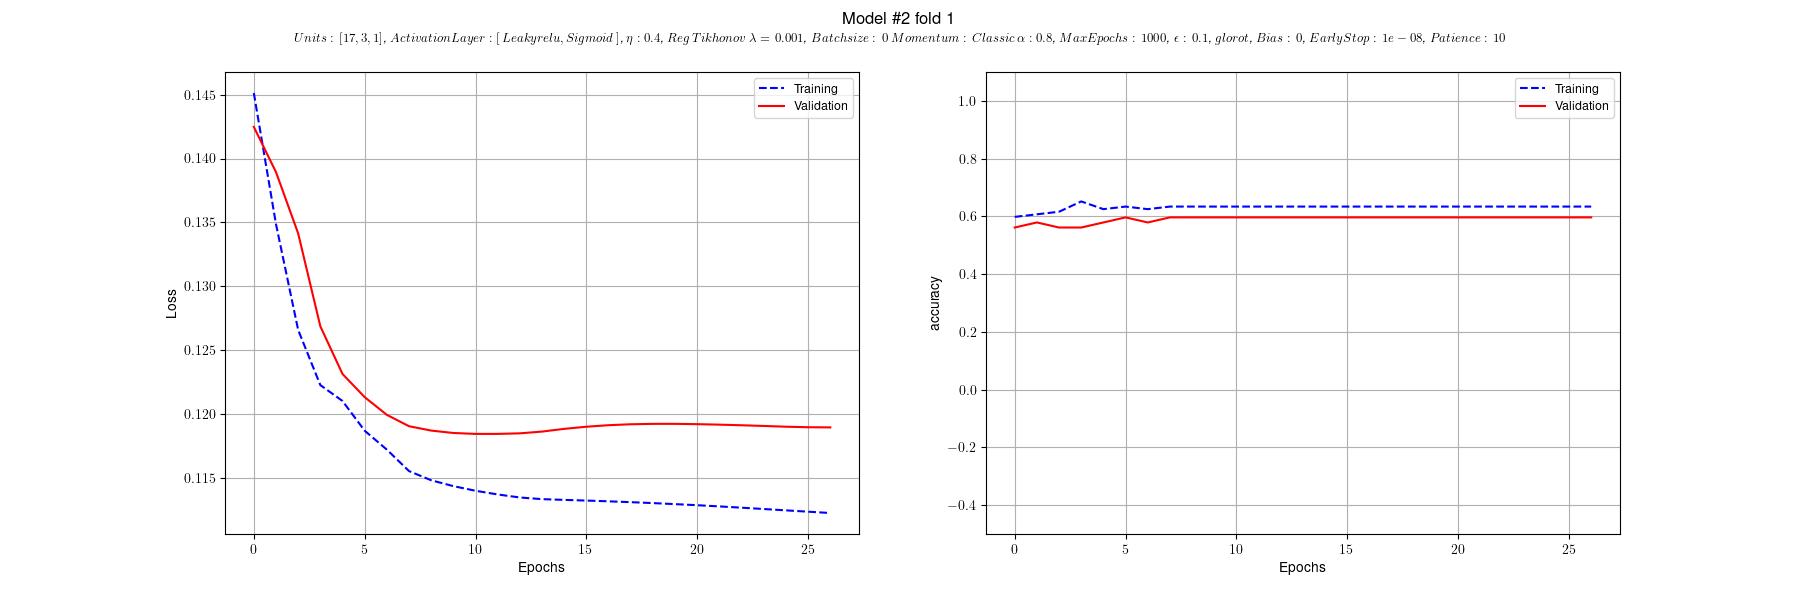 Model #2 fold 1
Units : [17, 3, 1], ActivationLayer : [ Leakyrelu, Sigmoid ], η : 0.4, Reg Tikhonov λ = 0.001, Batchsize : 0 Momentum : Classic α : 0.8, MaxEpochs : 1000, ϵ : 0.1, glorot, Bias : 0, EarlyStop : 1e − 08, Patience : 10
Training
Validation
0.145
0.140
0.135
0.130
0.125
0.120
0.115
Loss
0 5 10 15 20 25
Epochs
Training
Validation
1.0
0.8
0.6
0.4
0.2
0.0
−0.2
−0.4
accuracy
0 5 10 15 20 25
Epochs